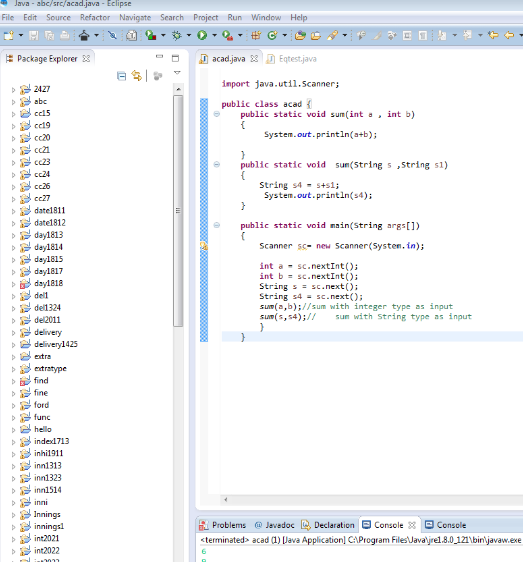 Java - abc/src/acad.java - Eclipse
File Edit Source Refactor Navigate Search Project Run Window Help
Package Explorer
2427
abc
cc15
cc19
cc20
cc21
cc23
cc24
cc26
cc27
date1811
date1812
day1813
day1814
day1815
day1817
day1818
del1
del1324
del2011
delivery
delivery1425
extra
extratype
find
fine
ford
func
hello
index1713
inhi1911
inn1313
inn1323
inn1514
inni
Innings
innings1
int2021
int2022
acad.java Eqtest.java
import java.util.Scanner;
public class acad {
public static void sum(int a , int b)
{
System.out.println(a+b);
}
public static void sum(String s ,String s1)
{
String s4 = s+s1;
System.out.println(s4);
}
public static void main(String args[])
{
Scanner sc= new Scanner(System.in);
int a = sc.nextInt();
int b = sc.nextInt();
String s = sc.next();
String s4 = sc.next();
sum(a,b);//sum with integer type as input
sum(s,s4);// sum with String type as input
}
}
Problems @ Javadoc Declaration Console Console
<terminated> acad (1) [Java Application] C:\Program Files\Java\jre1.8.0_121\bin\javaw.exe
6